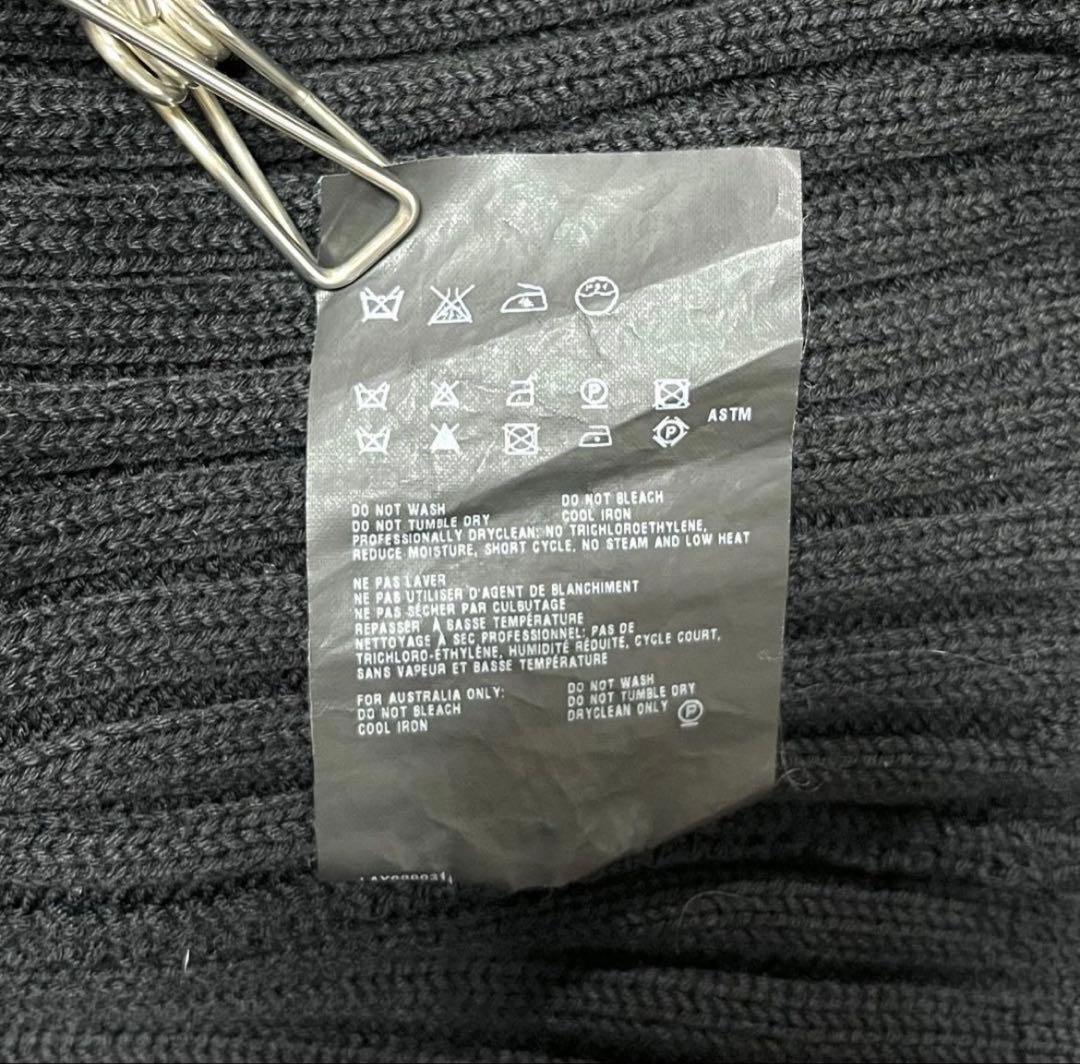 ドライ
P
ASTM
P
DO NOT WASH DO NOT BLEACH
DO NOT TUMBLE DRY COOL IRON
PROFESSIONALLY DRYCLEAN: NO TRICHLOROETHYLENE,
REDUCE MOISTURE, SHORT CYCLE, NO STEAM AND LOW HEAT
NE PAS LAVER
NE PAS UTILISER D'AGENT DE BLANCHIMENT
NE PAS SÉCHER PAR CULBUTAGE
REPASSER À BASSE TEMPÉRATURE
NETTOYAGE À SEC PROFESSIONNEL: PAS DE
TRICHLORO-ÉTHYLÈNE, HUMIDITÉ RÉDUITE, CYCLE COURT,
SANS VAPEUR ET BASSE TEMPÉRATURE
FOR AUSTRALIA ONLY: DO NOT WASH
DO NOT BLEACH DO NOT TUMBLE DRY
COOL IRON DRYCLEAN ONLY P